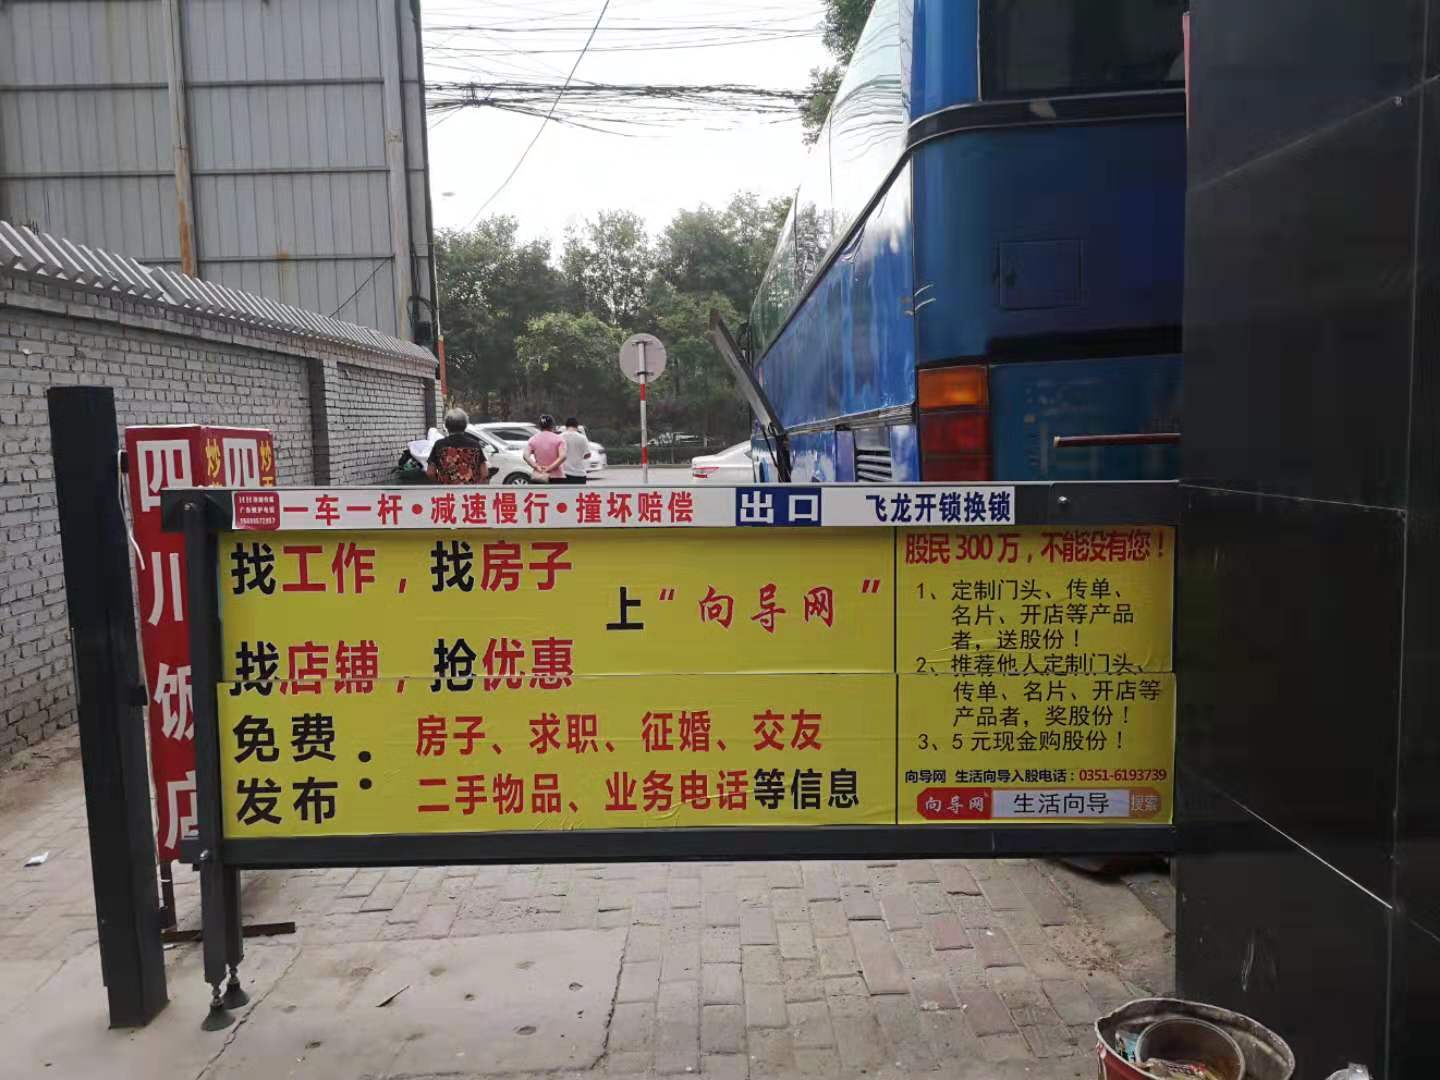 四川饭店
四
炒
炒
一车一杆•减速慢行•撞坏赔偿
出口
飞龙开锁换锁
找工作，找房子
上“向导网”
找店铺，抢优惠
免费发布：
房子、求职、征婚、交友
二手物品、业务电话等信息
股民300万，不能没有您！
1、定制门头、传单、
名片、开店等产品
者，送股份！
2、推荐他人定制门头、
传单、名片、开店等
产品者，奖股份！
3、5元现金购股份！
向导网 生活向导入股电话：0351-6193739
向导网 生活向导 搜索